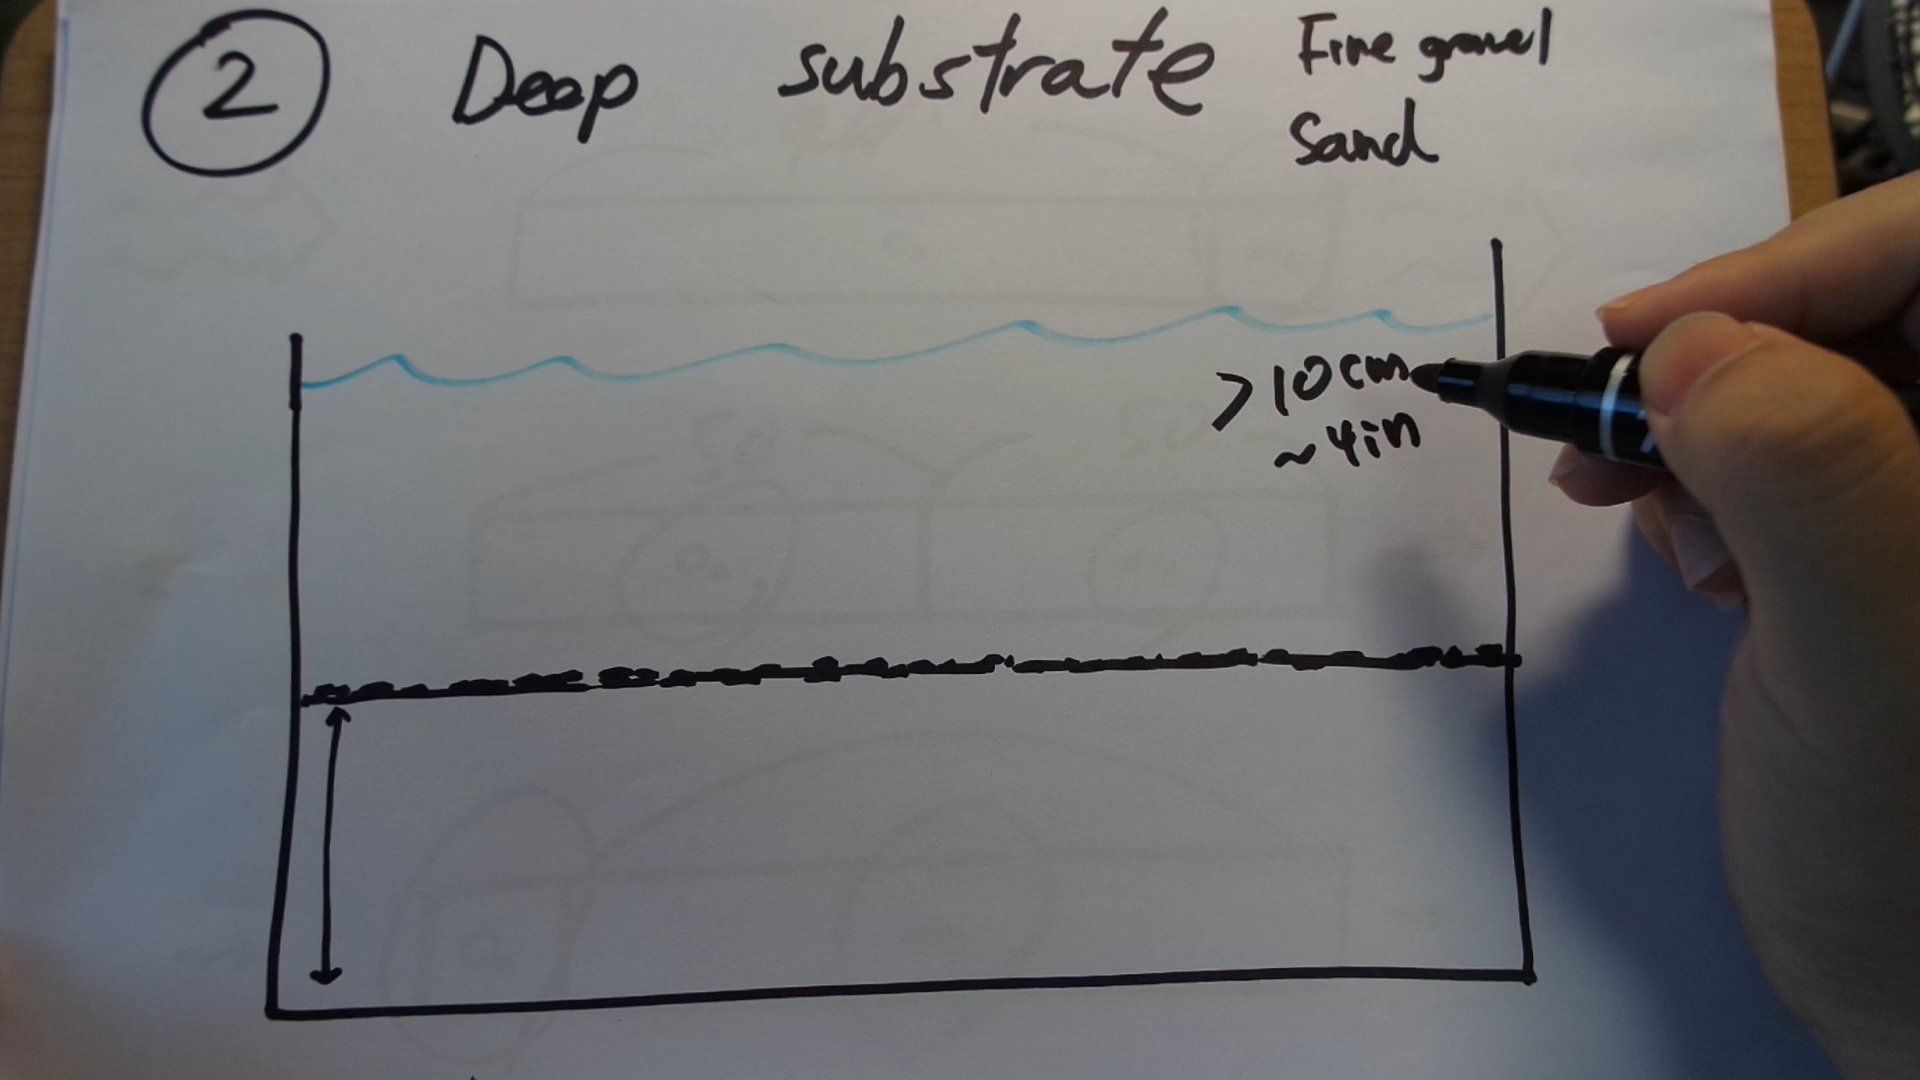 2 Deep substrate Fine gravel
Sand
>10cm
~4in